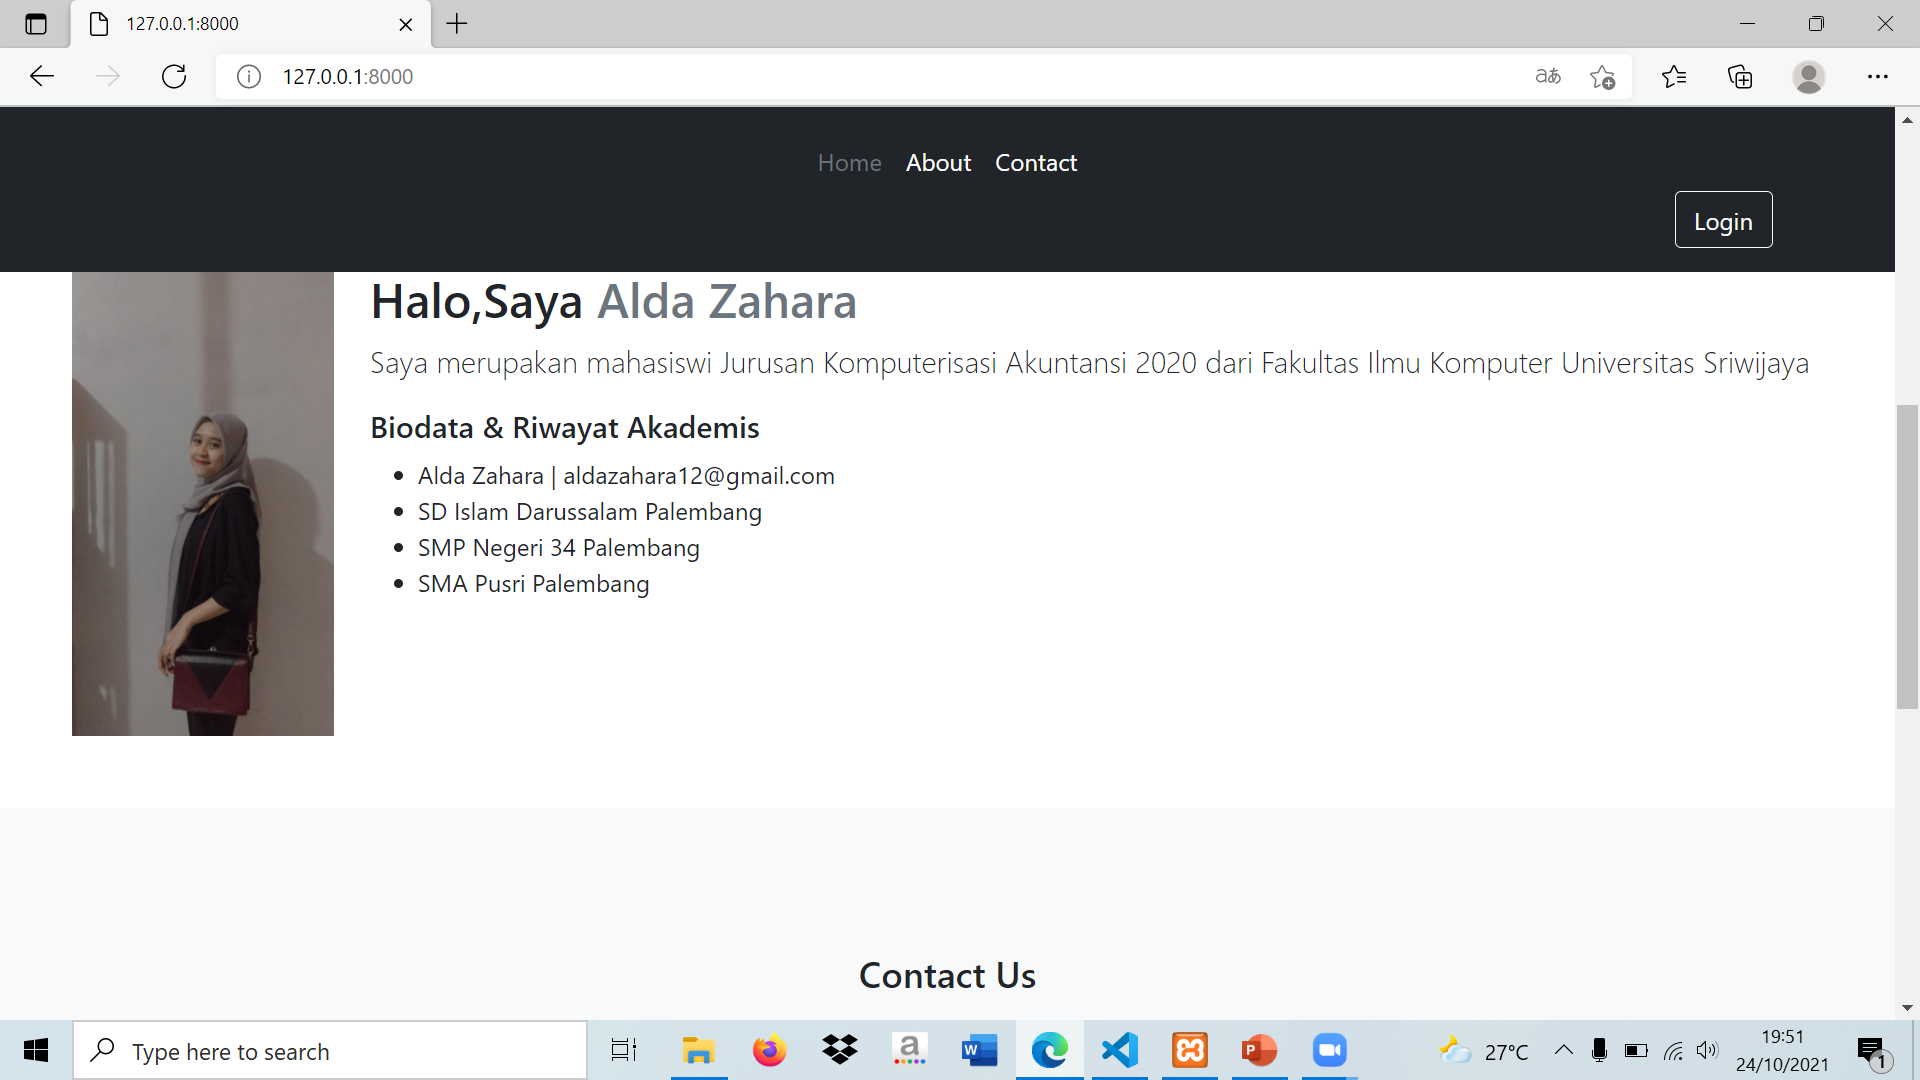 127.0.0.1:8000
127.0.0.1:8000
aあ
Home About Contact
Login
Halo,Saya Alda Zahara
Saya merupakan mahasiswi Jurusan Komputerisasi Akuntansi 2020 dari Fakultas Ilmu Komputer Universitas Sriwijaya
Biodata & Riwayat Akademis
Alda Zahara | aldazahara12@gmail.com
SD Islam Darussalam Palembang
SMP Negeri 34 Palembang
SMA Pusri Palembang
Contact Us
Type here to search
a
W
P
27°C
19:51
24/10/2021
1